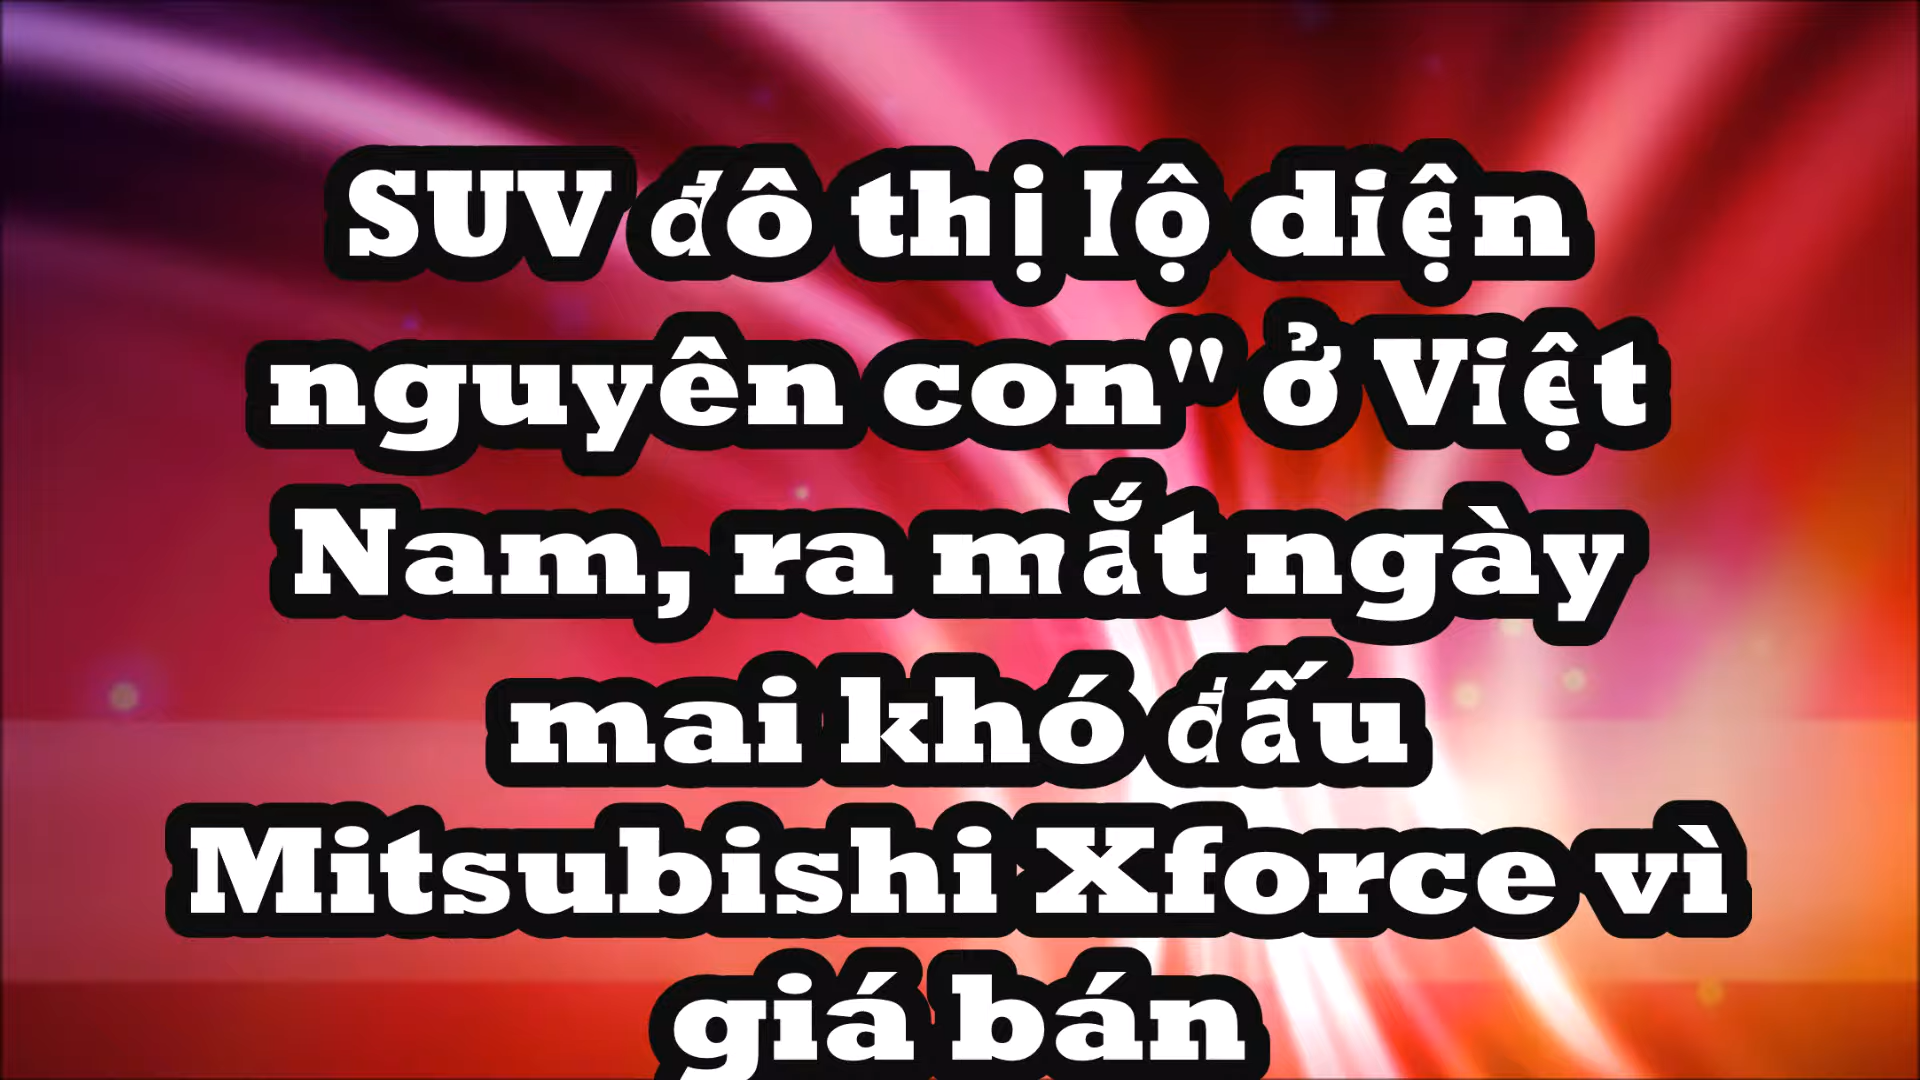 SUV đô thị lộ diện
nguyên con" ở Việt
Nam, ra mắt ngày
mai khó đấu
Mitsubishi Xforce vì
giá bán